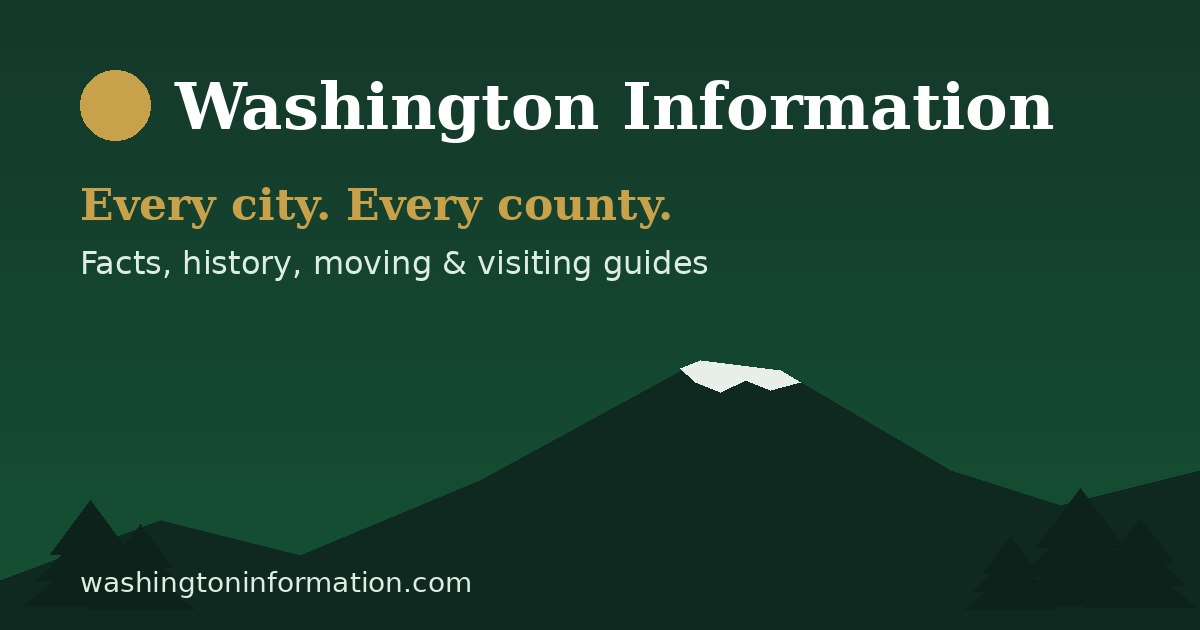 Washington Information
Every city. Every county.
Facts, history, moving & visiting guides
washingtoninformation.com